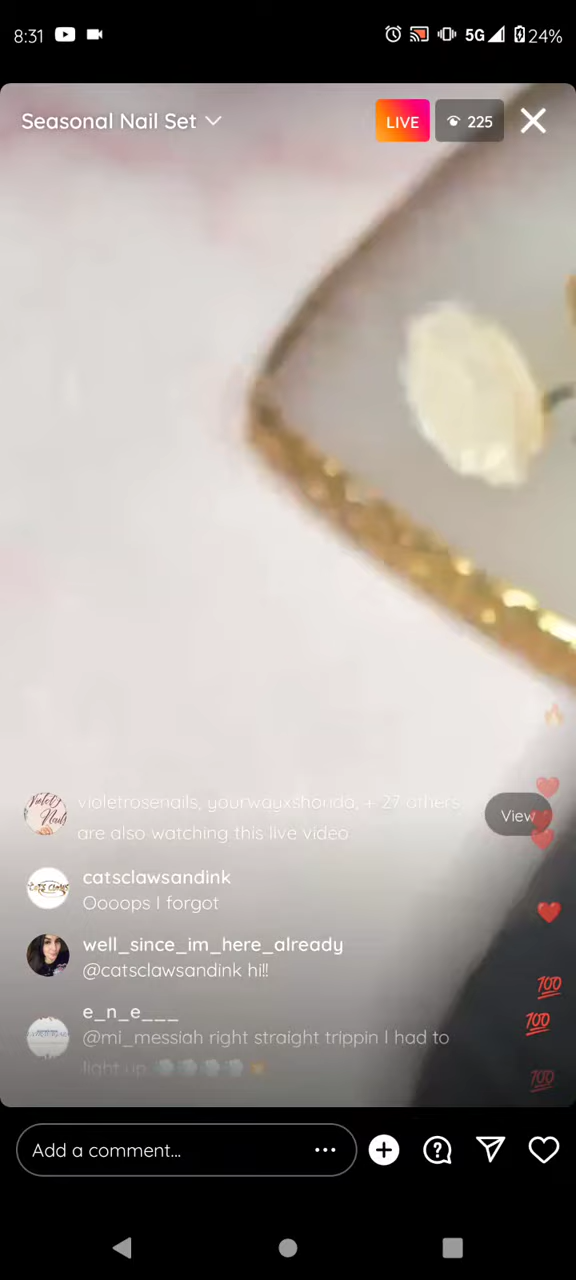 8:31
5G
24%
Seasonal Nail Set
LIVE
225
violetrosenails, yourwayxshonda, + 27 others
are also watching this live video
View
catsclawsandink
Oooops I forgot
well_since_im_here_already
@catsclawsandink hi!!
e_n_e___
@mi_messiah right straight trippin I had to
light up 💨💨💨💨💥
Add a comment...